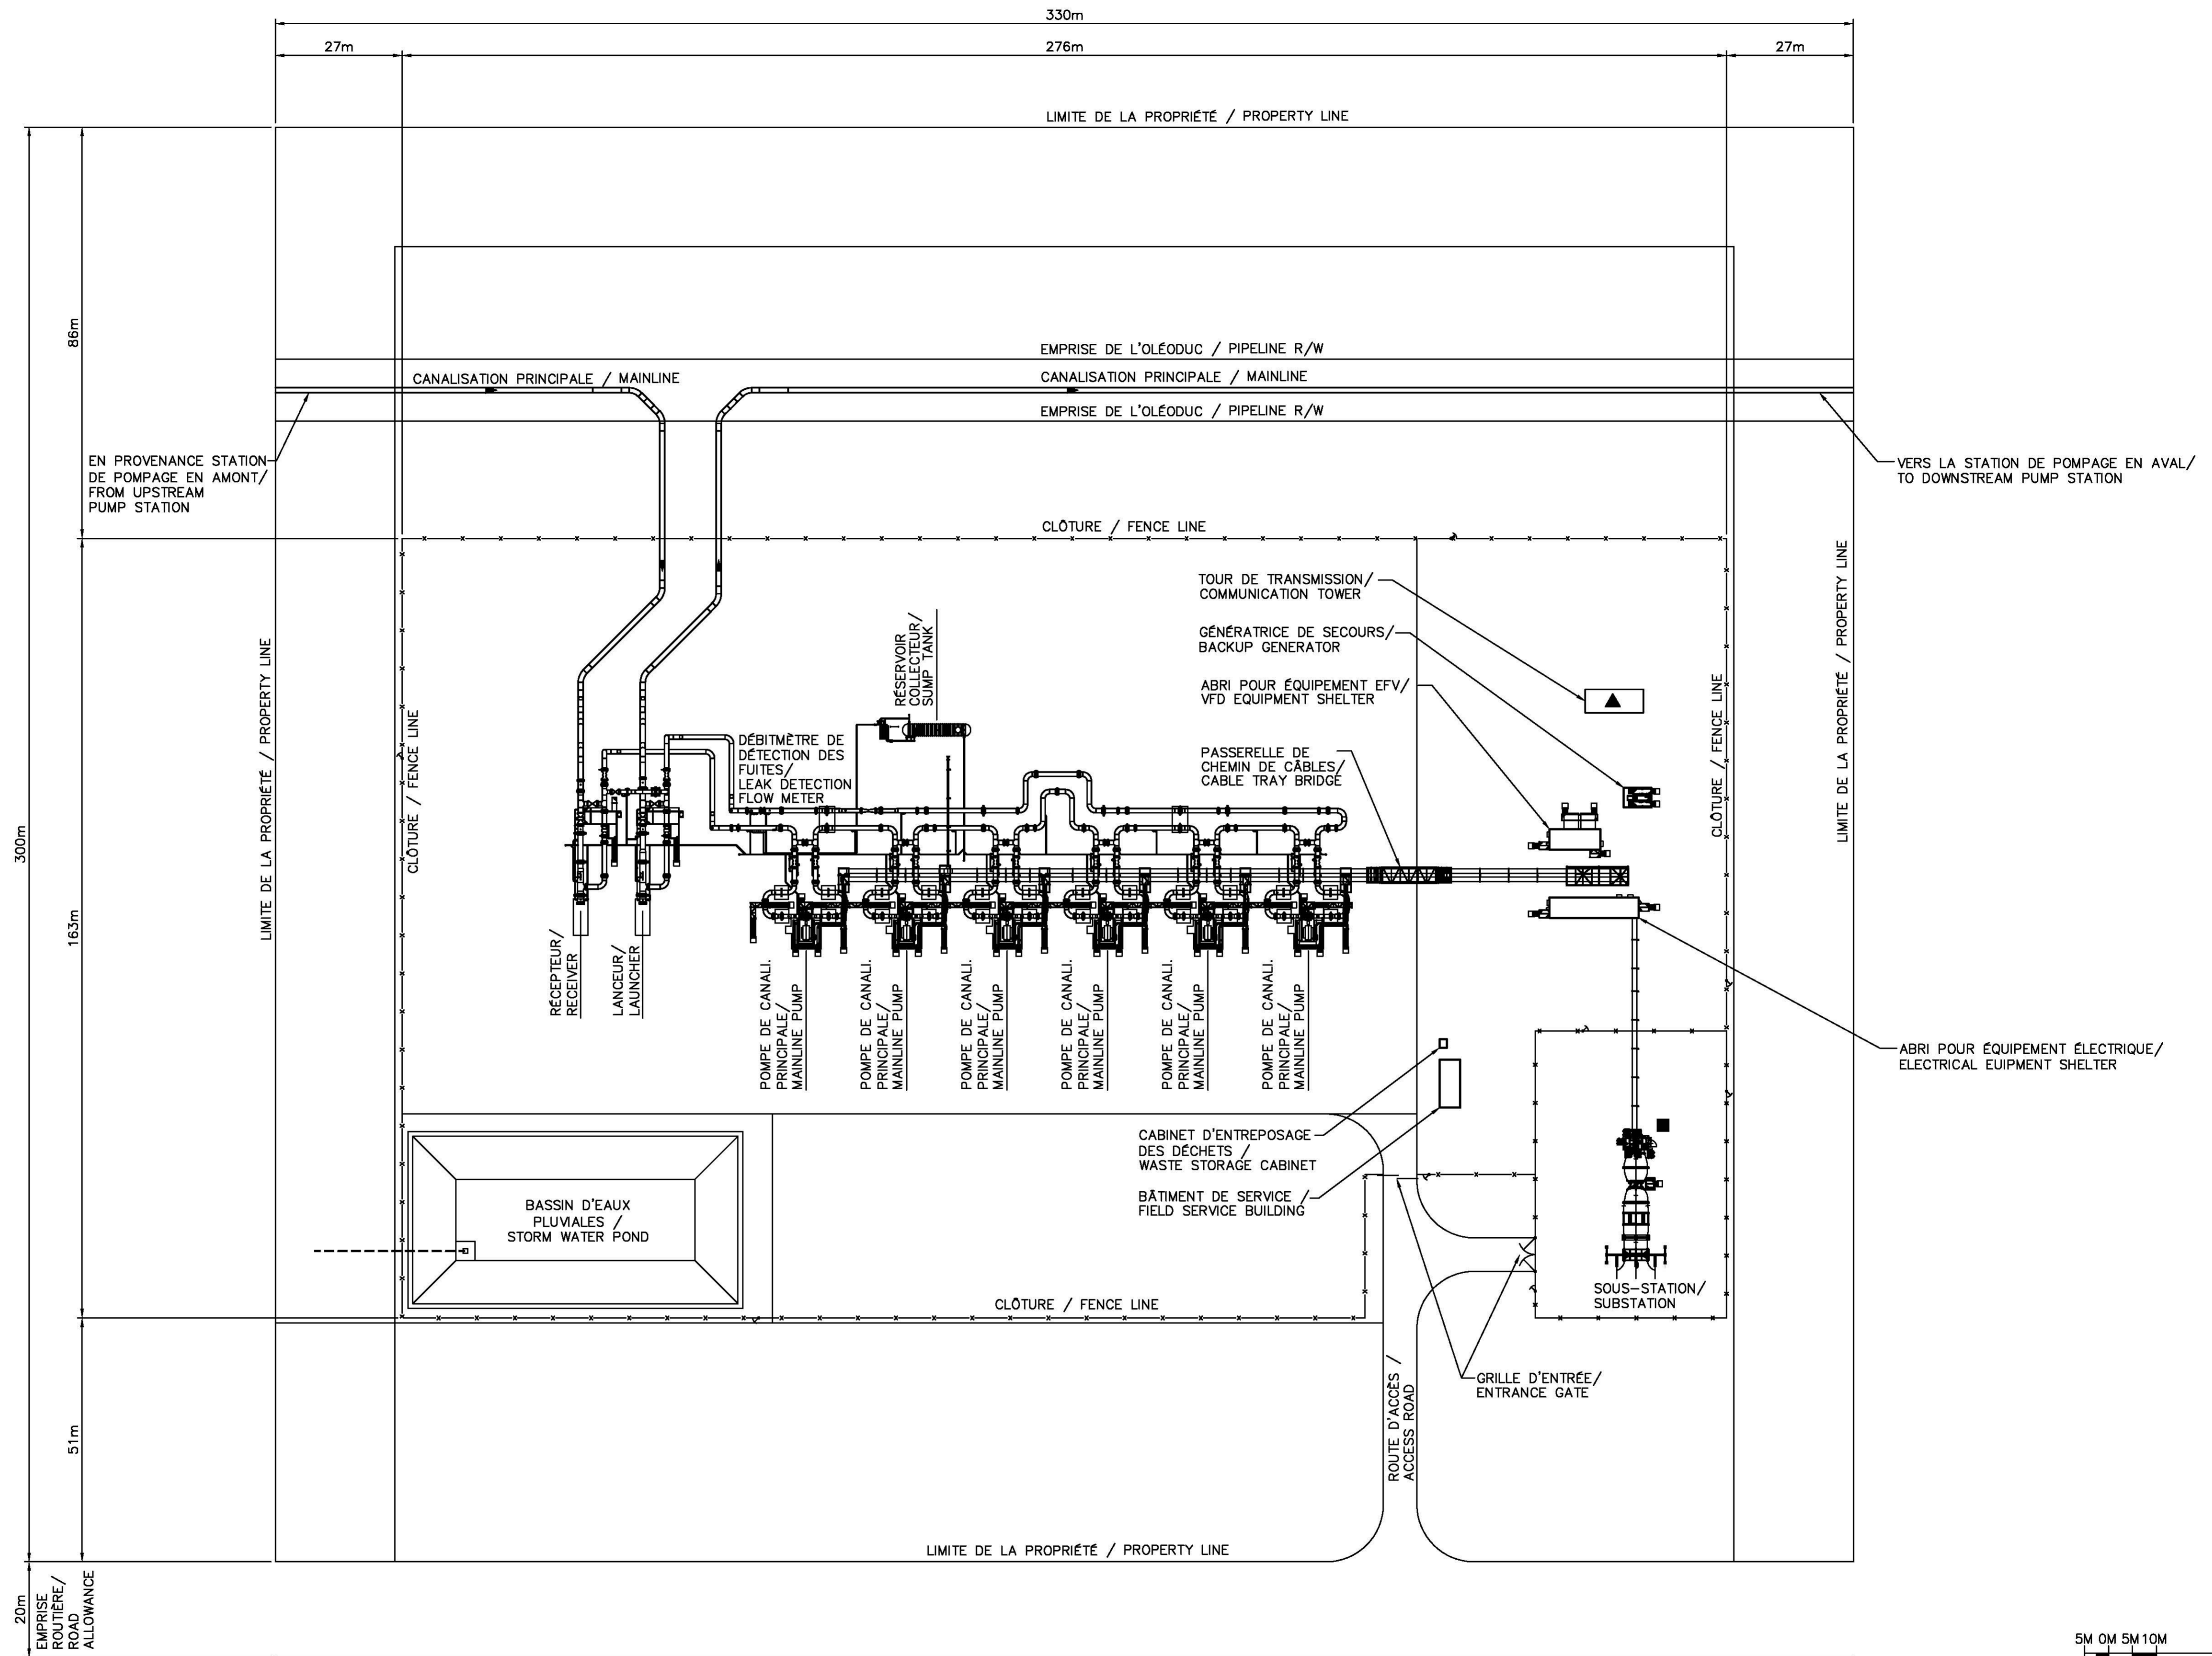 330m
27m
276m
27m
LIMITE DE LA PROPRIÉTÉ / PROPERTY LINE
86m
EMPRISE DE L'OLÉODUC / PIPELINE R/W
CANALISATION PRINCIPALE / MAINLINE
CANALISATION PRINCIPALE / MAINLINE
EMPRISE DE L'OLÉODUC / PIPELINE R/W
EN PROVENANCE STATION
DE POMPAGE EN AMONT/
FROM UPSTREAM
PUMP STATION
VERS LA STATION DE POMPAGE EN AVAL/
TO DOWNSTREAM PUMP STATION
CLÔTURE / FENCE LINE
TOUR DE TRANSMISSION/
COMMUNICATION TOWER
GÉNÉRATRICE DE SECOURS/
BACKUP GENERATOR
ABRI POUR ÉQUIPEMENT EFV/
VFD EQUIPMENT SHELTER
PASSERELLE DE
CHEMIN DE CÂBLES/
CABLE TRAY BRIDGE
RÉSERVOIR
COLLECTEUR/
SUMP TANK
DÉBITMÈTRE DE
DÉTECTION DES
FUITES/
LEAK DETECTION
FLOW METER
LIMITE DE LA PROPRIÉTÉ / PROPERTY LINE
CLÔTURE / FENCE LINE
CLÔTURE / FENCE LINE
LIMITE DE LA PROPRIÉTÉ / PROPERTY LINE
300m
163m
RÉCEPTEUR/
RECEIVER
LANCEUR/
LAUNCHER
POMPE DE CANALI.
PRINCIPALE/
MAINLINE PUMP
POMPE DE CANALI.
PRINCIPALE/
MAINLINE PUMP
POMPE DE CANALI.
PRINCIPALE/
MAINLINE PUMP
POMPE DE CANALI.
PRINCIPALE/
MAINLINE PUMP
POMPE DE CANALI.
PRINCIPALE/
MAINLINE PUMP
POMPE DE CANALI.
PRINCIPALE/
MAINLINE PUMP
ABRI POUR ÉQUIPEMENT ÉLECTRIQUE/
ELECTRICAL EUIPMENT SHELTER
CABINET D'ENTREPOSAGE
DES DÉCHETS /
WASTE STORAGE CABINET
BÂTIMENT DE SERVICE /
FIELD SERVICE BUILDING
BASSIN D'EAUX
PLUVIALES /
STORM WATER POND
SOUS-STATION/
SUBSTATION
CLÔTURE / FENCE LINE
GRILLE D'ENTRÉE/
ENTRANCE GATE
ROUTE D'ACCÈS /
ACCESS ROAD
51m
LIMITE DE LA PROPRIÉTÉ / PROPERTY LINE
20m
EMPRISE
ROUTIÈRE/
ROAD
ALLOWANCE
5M 0M 5M 10M